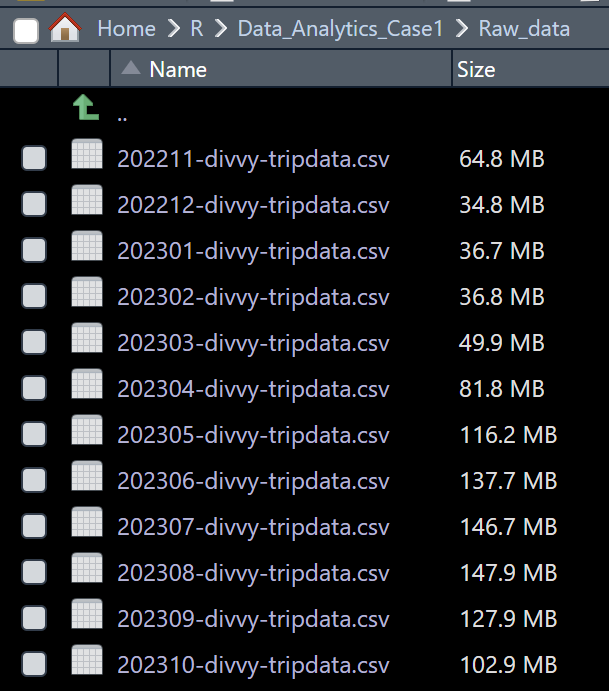 Home R Data_Analytics_Case1 Raw_data
Name Size
..
202211-divvy-tripdata.csv 64.8 MB
202212-divvy-tripdata.csv 34.8 MB
202301-divvy-tripdata.csv 36.7 MB
202302-divvy-tripdata.csv 36.8 MB
202303-divvy-tripdata.csv 49.9 MB
202304-divvy-tripdata.csv 81.8 MB
202305-divvy-tripdata.csv 116.2 MB
202306-divvy-tripdata.csv 137.7 MB
202307-divvy-tripdata.csv 146.7 MB
202308-divvy-tripdata.csv 147.9 MB
202309-divvy-tripdata.csv 127.9 MB
202310-divvy-tripdata.csv 102.9 MB